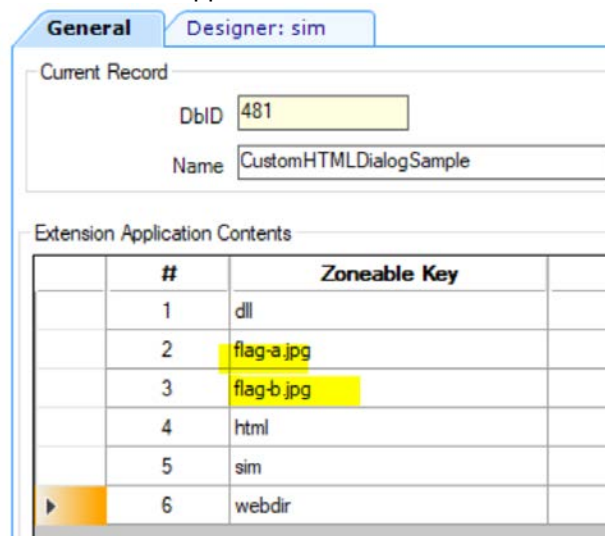 General Designer: sim
Current Record
DbID 481
Name CustomHTMLDialogSample
Extension Application Contents
# Zoneable Key
1 dll
2 flag-a.jpg
3 flag-b.jpg
4 html
5 sim
6 webdir